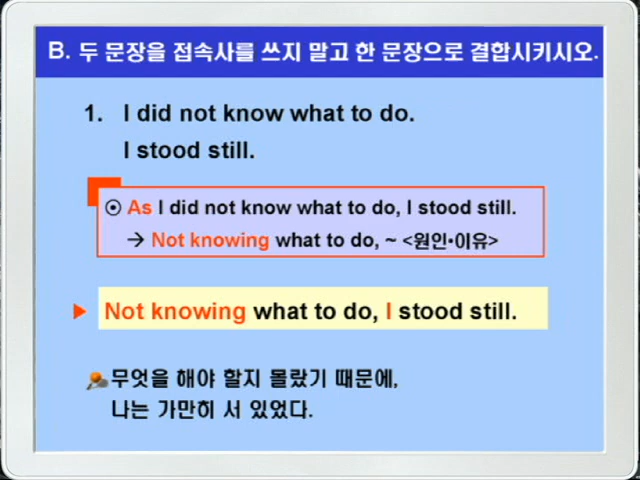 B. 두 문장을 접속사를 쓰지 말고 한 문장으로 결합시키시오.
1. I did not know what to do.
I stood still.
⊙ As I did not know what to do, I stood still.
→ Not knowing what to do, ~ <원인·이유>
▶ Not knowing what to do, I stood still.
무엇을 해야 할지 몰랐기 때문에,
나는 가만히 서 있었다.